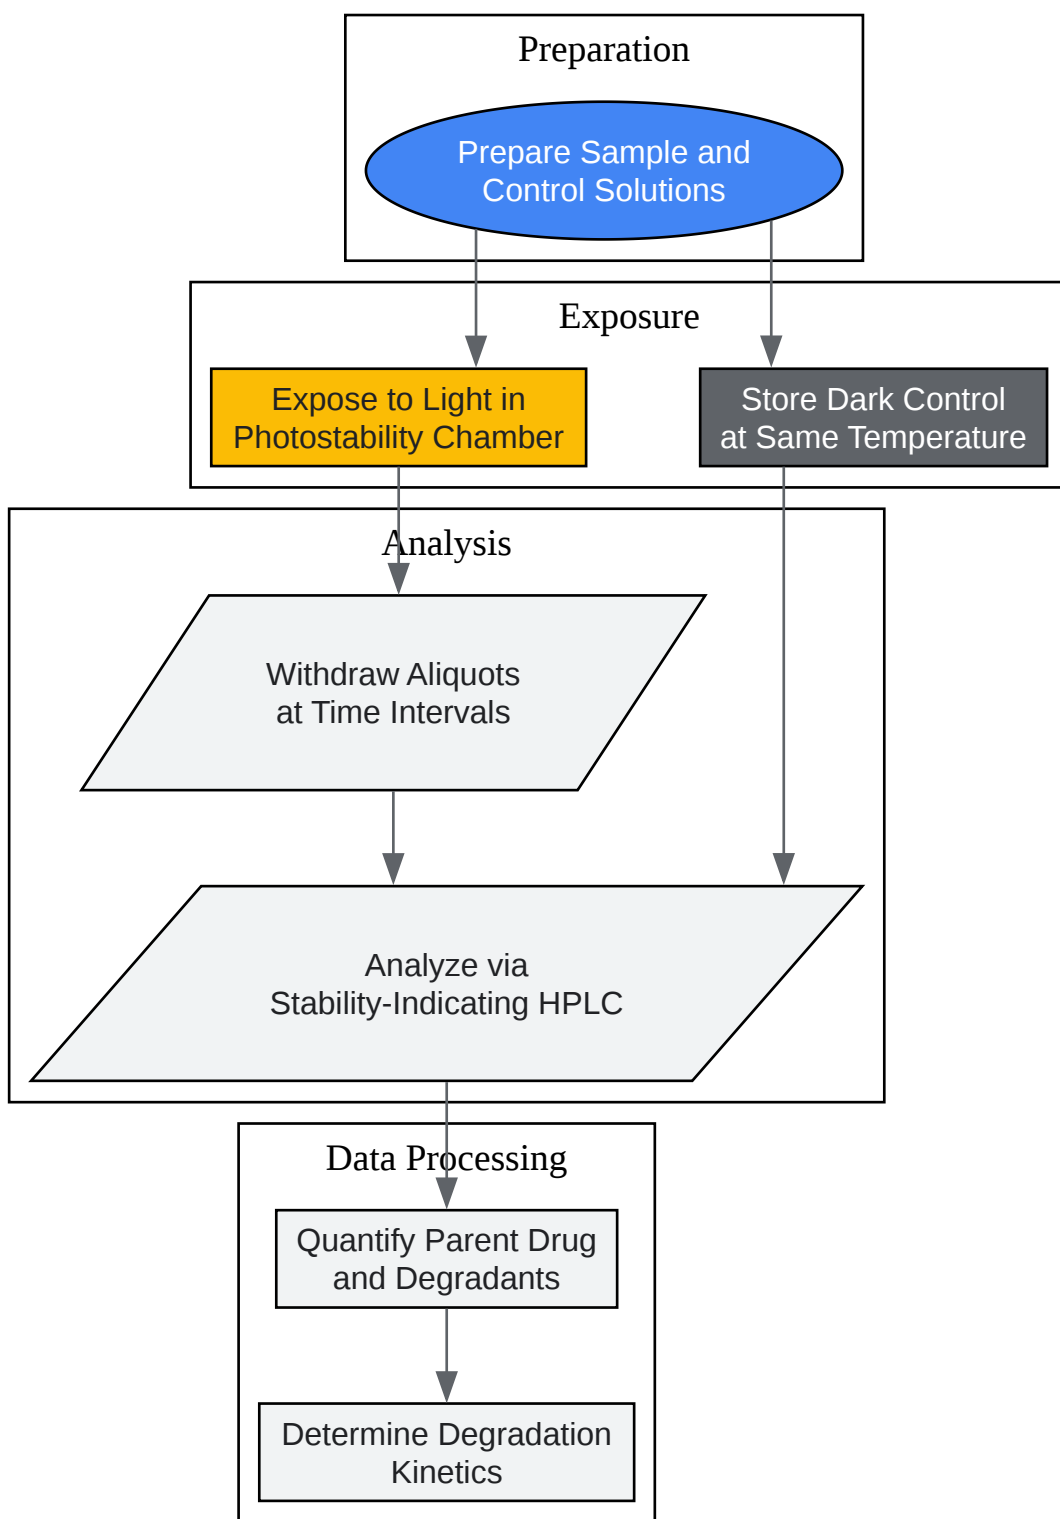 Preparation
Prepare Sample and
Control Solutions
Exposure
Expose to Light in
Photostability Chamber
Store Dark Control
at Same Temperature
Analysis
Withdraw Aliquots
at Time Intervals
Analyze via
Stability-Indicating HPLC
Data Processing
Quantify Parent Drug
and Degradants
Determine Degradation
Kinetics